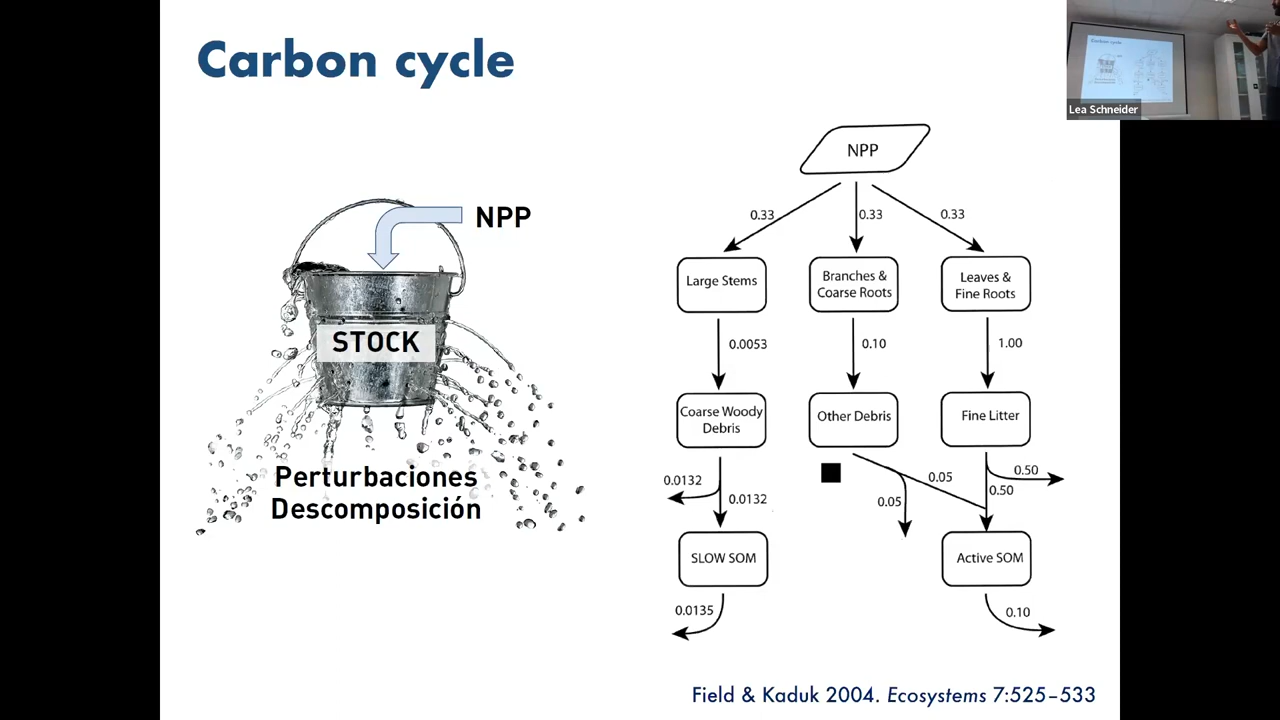 Carbon cycle
Lea Schneider
NPP
STOCK
Perturbaciones
Descomposición
NPP
0.33
0.33
0.33
Large Stems
Branches &
Coarse Roots
Leaves &
Fine Roots
0.0053
0.10
1.00
Coarse Woody
Debris
Other Debris
Fine Litter
0.0132
0.0132
0.05
0.05
0.50
0.50
SLOW SOM
Active SOM
0.0135
0.10
Field & Kaduk 2004. Ecosystems 7:525–533